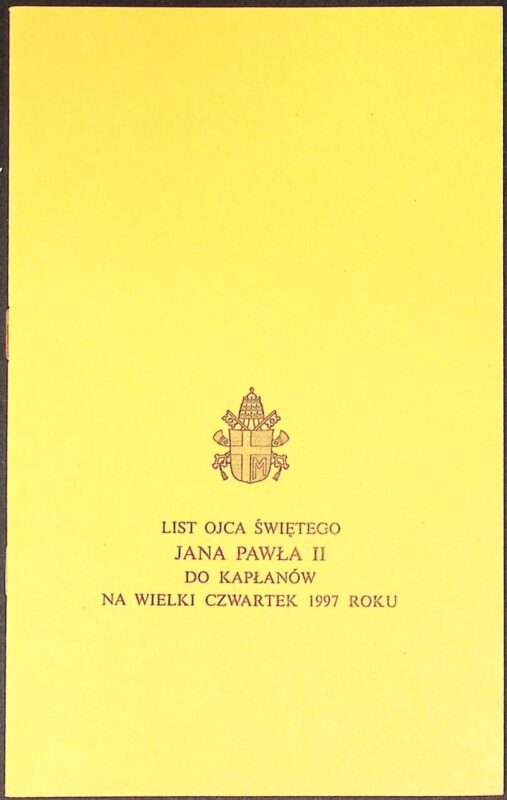 LIST OJCA ŚWIĘTEGO
JANA PAWŁA II
DO KAPŁANÓW
NA WIELKI CZWARTEK 1997 ROKU